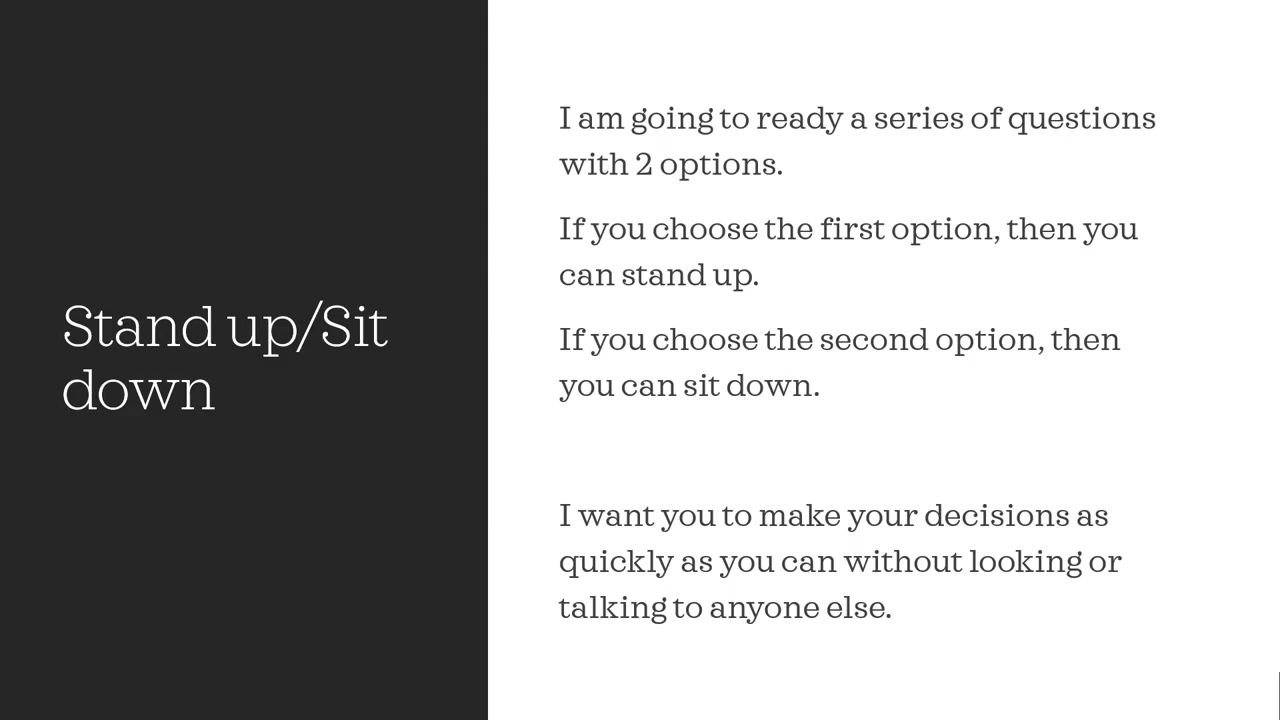 Stand up/Sit
down
I am going to ready a series of questions
with 2 options.
If you choose the first option, then you
can stand up.
If you choose the second option, then
you can sit down.
I want you to make your decisions as
quickly as you can without looking or
talking to anyone else.